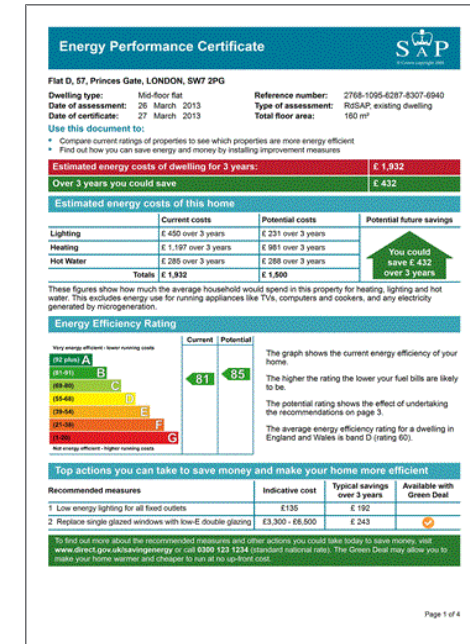 Energy Performance Certificate
SAP
© Crown copyright 2009
Flat D, 57, Princes Gate, LONDON, SW7 2PG
Dwelling type: Mid-floor flat
Reference number: 2768-1095-6287-8307-6940
Date of assessment: 26 March 2013
Type of assessment: RdSAP, existing dwelling
Date of certificate: 27 March 2013
Total floor area: 160 m²
Use this document to:
• Compare current ratings of properties to see which properties are more energy efficient
• Find out how you can save energy and money by installing improvement measures
Estimated energy costs of dwelling for 3 years: £ 1,932
Over 3 years you could save £ 432
Estimated energy costs of this home
Current costs Potential costs Potential future savings
Lighting £ 450 over 3 years £ 231 over 3 years
Heating £ 1,197 over 3 years £ 981 over 3 years
Hot Water £ 285 over 3 years £ 288 over 3 years
Totals £ 1,932 £ 1,500
You could
save £ 432
over 3 years
These figures show how much the average household would spend in this property for heating, lighting and hot
water. This excludes energy use for running appliances like TVs, computers and cookers, and any electricity
generated by microgeneration.
Energy Efficiency Rating
Current Potential
Very energy efficient - lower running costs
(92 plus) A
(81-91) B
(69-80) C
(55-68) D
(39-54) E
(21-38) F
(1-20) G
Not energy efficient - higher running costs
81
85
The graph shows the current energy efficiency of your
home.
The higher the rating the lower your fuel bills are likely
to be.
The potential rating shows the effect of undertaking
the recommendations on page 3.
The average energy efficiency rating for a dwelling in
England and Wales is band D (rating 60).
Top actions you can take to save money and make your home more efficient
Recommended measures Indicative cost Typical savings over 3 years Available with Green Deal
1 Low energy lighting for all fixed outlets £135 £ 192
2 Replace single glazed windows with low-E double glazing £3,300 - £6,500 £ 243
To find out more about the recommended measures and other actions you could take today to save money, visit
www.direct.gov.uk/savingenergy or call 0300 123 1234 (standard national rate). The Green Deal may allow you to
make your home warmer and cheaper to run at no up-front cost.
Page 1 of 4